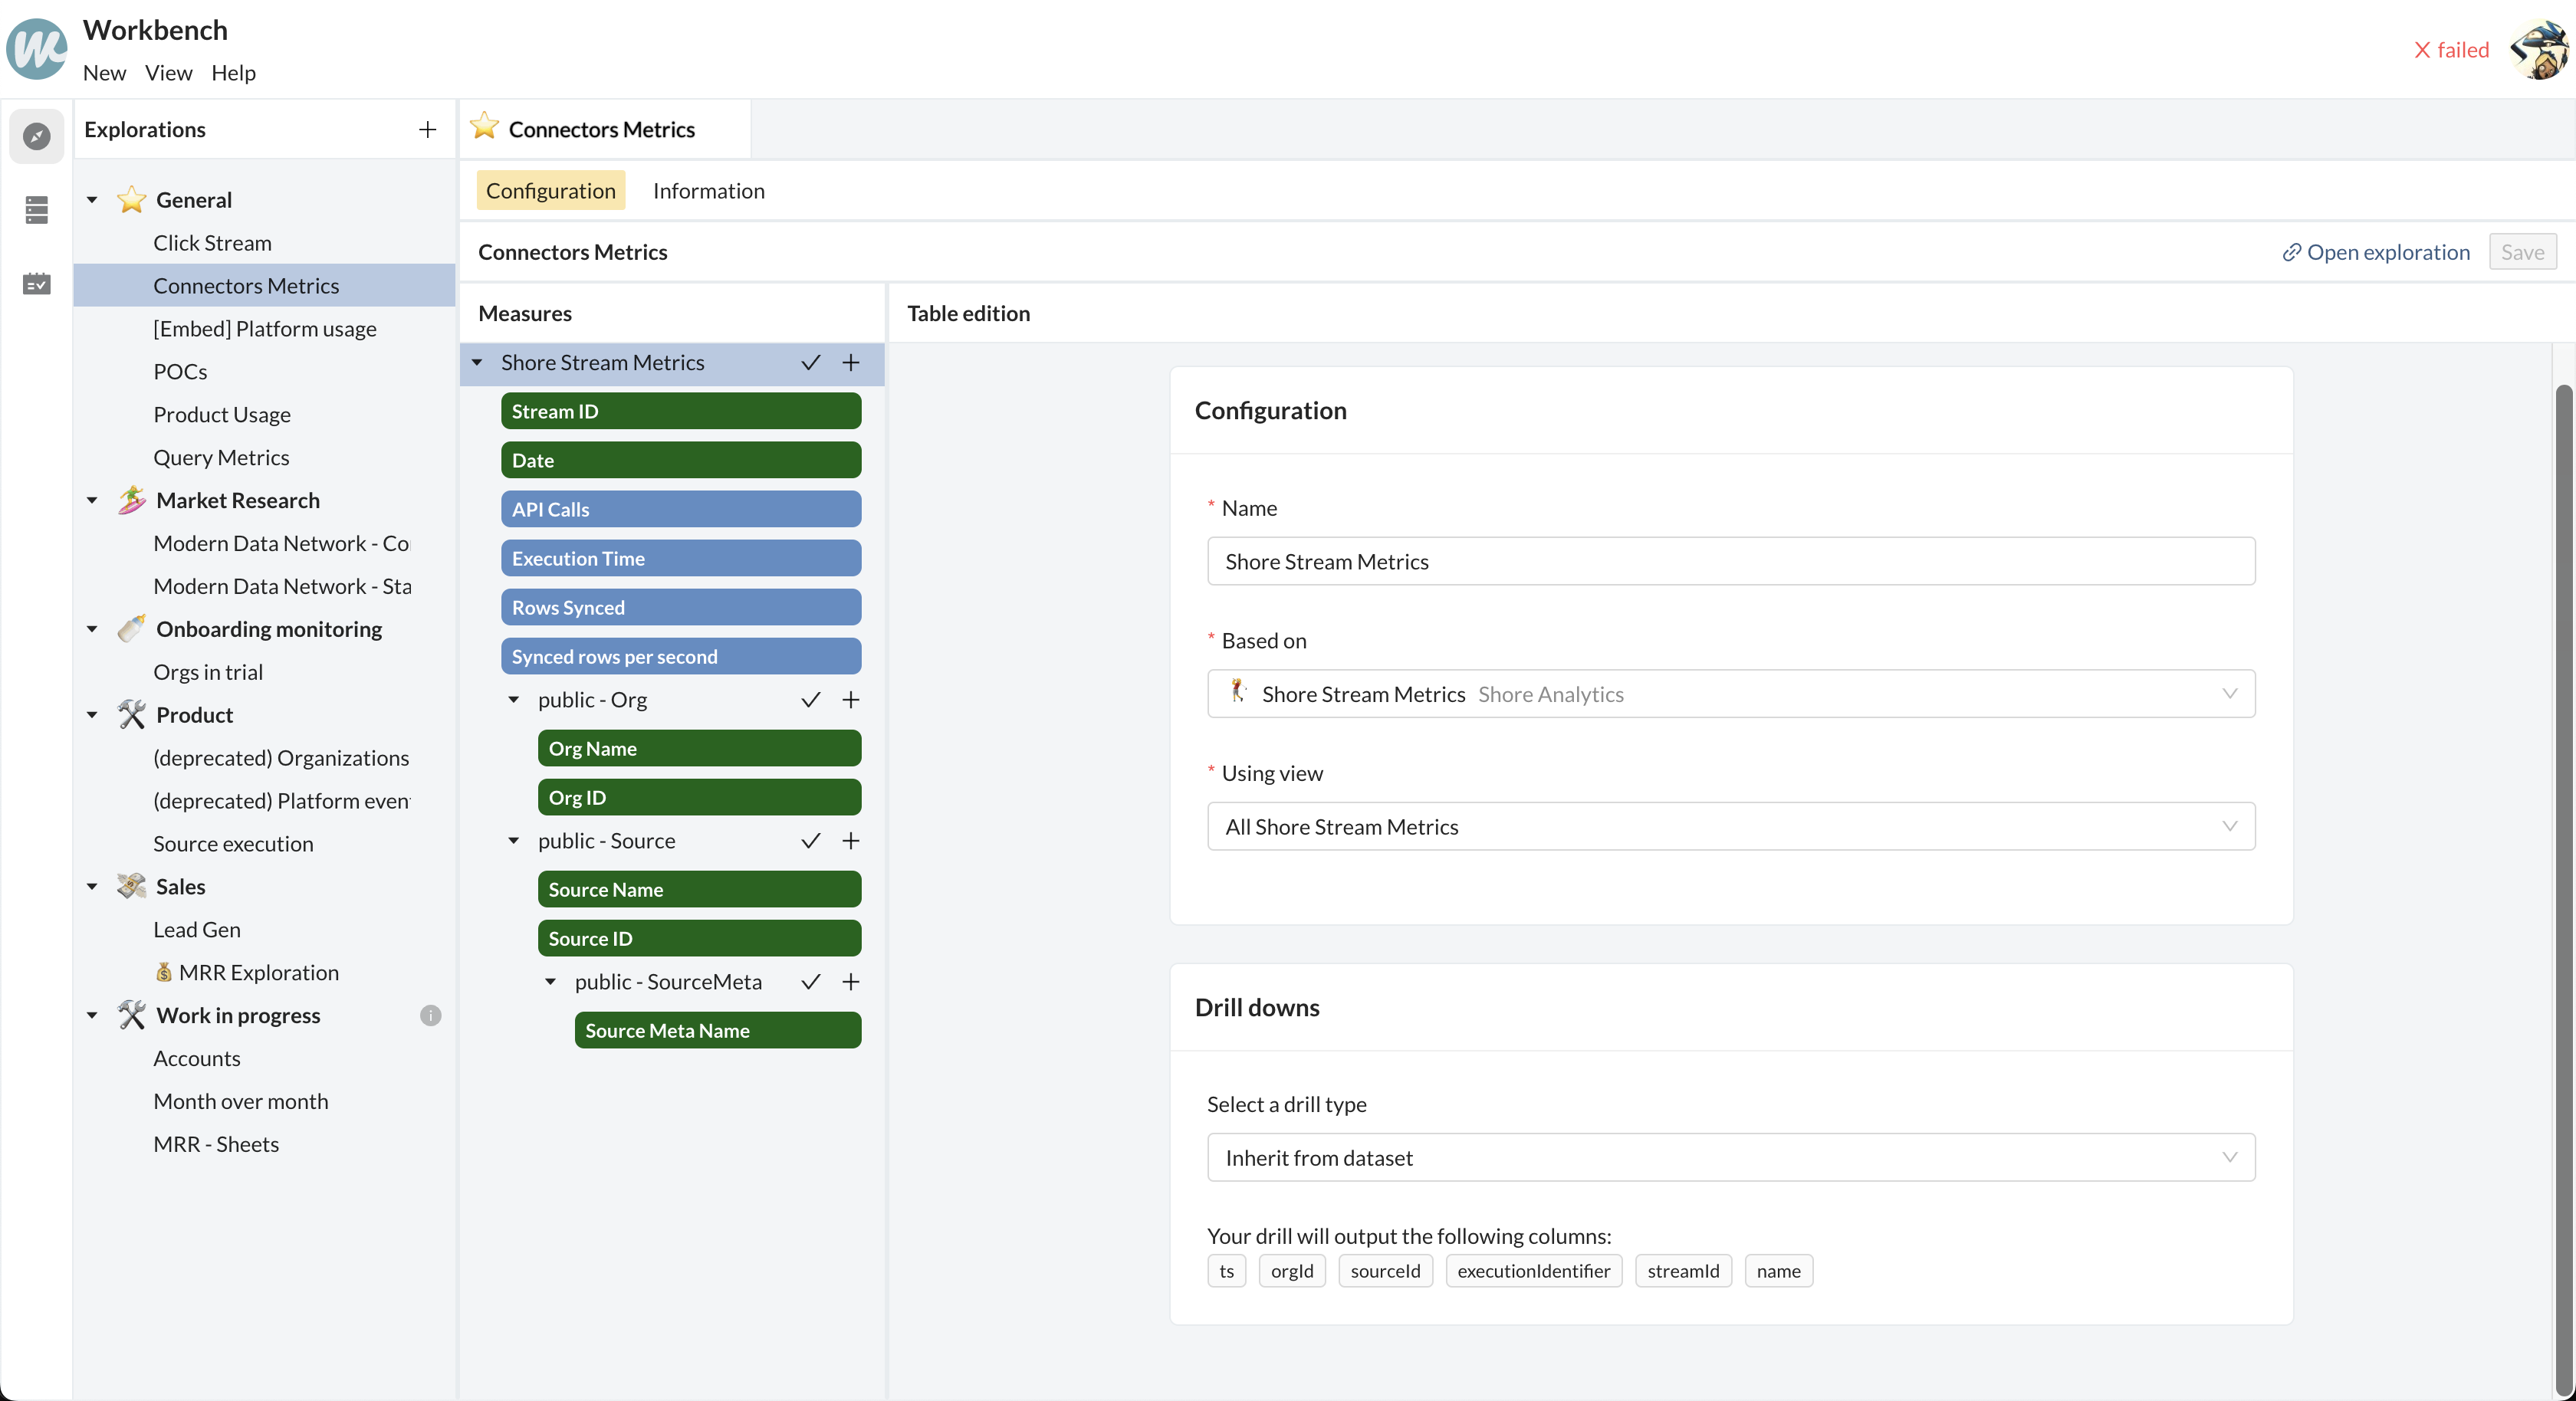 Workbench
New View Help
X failed
Explorations
General
Click Stream
Connectors Metrics
[Embed] Platform usage
POCs
Product Usage
Query Metrics
Market Research
Modern Data Network - Co
Modern Data Network - Sta
Onboarding monitoring
Orgs in trial
Product
(deprecated) Organizations
(deprecated) Platform even
Source execution
Sales
Lead Gen
MRR Exploration
Work in progress
Accounts
Month over month
MRR - Sheets
Connectors Metrics
Configuration Information
Connectors Metrics
Open exploration Save
Measures
Shore Stream Metrics
Stream ID
Date
API Calls
Execution Time
Rows Synced
Synced rows per second
public - Org
Org Name
Org ID
public - Source
Source Name
Source ID
public - SourceMeta
Source Meta Name
Table edition
Configuration
* Name
Shore Stream Metrics
* Based on
Shore Stream Metrics Shore Analytics
* Using view
All Shore Stream Metrics
Drill downs
Select a drill type
Inherit from dataset
Your drill will output the following columns:
ts orgId sourceId executionIdentifier streamId name